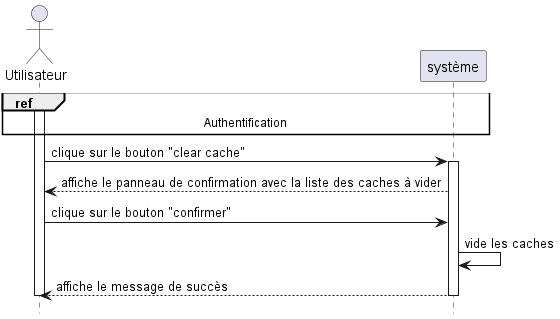 Utilisateur
système
ref
Authentification
clique sur le bouton "clear cache"
affiche le panneau de confirmation avec la liste des caches à vider
clique sur le bouton "confirmer"
vide les caches
affiche le message de succès